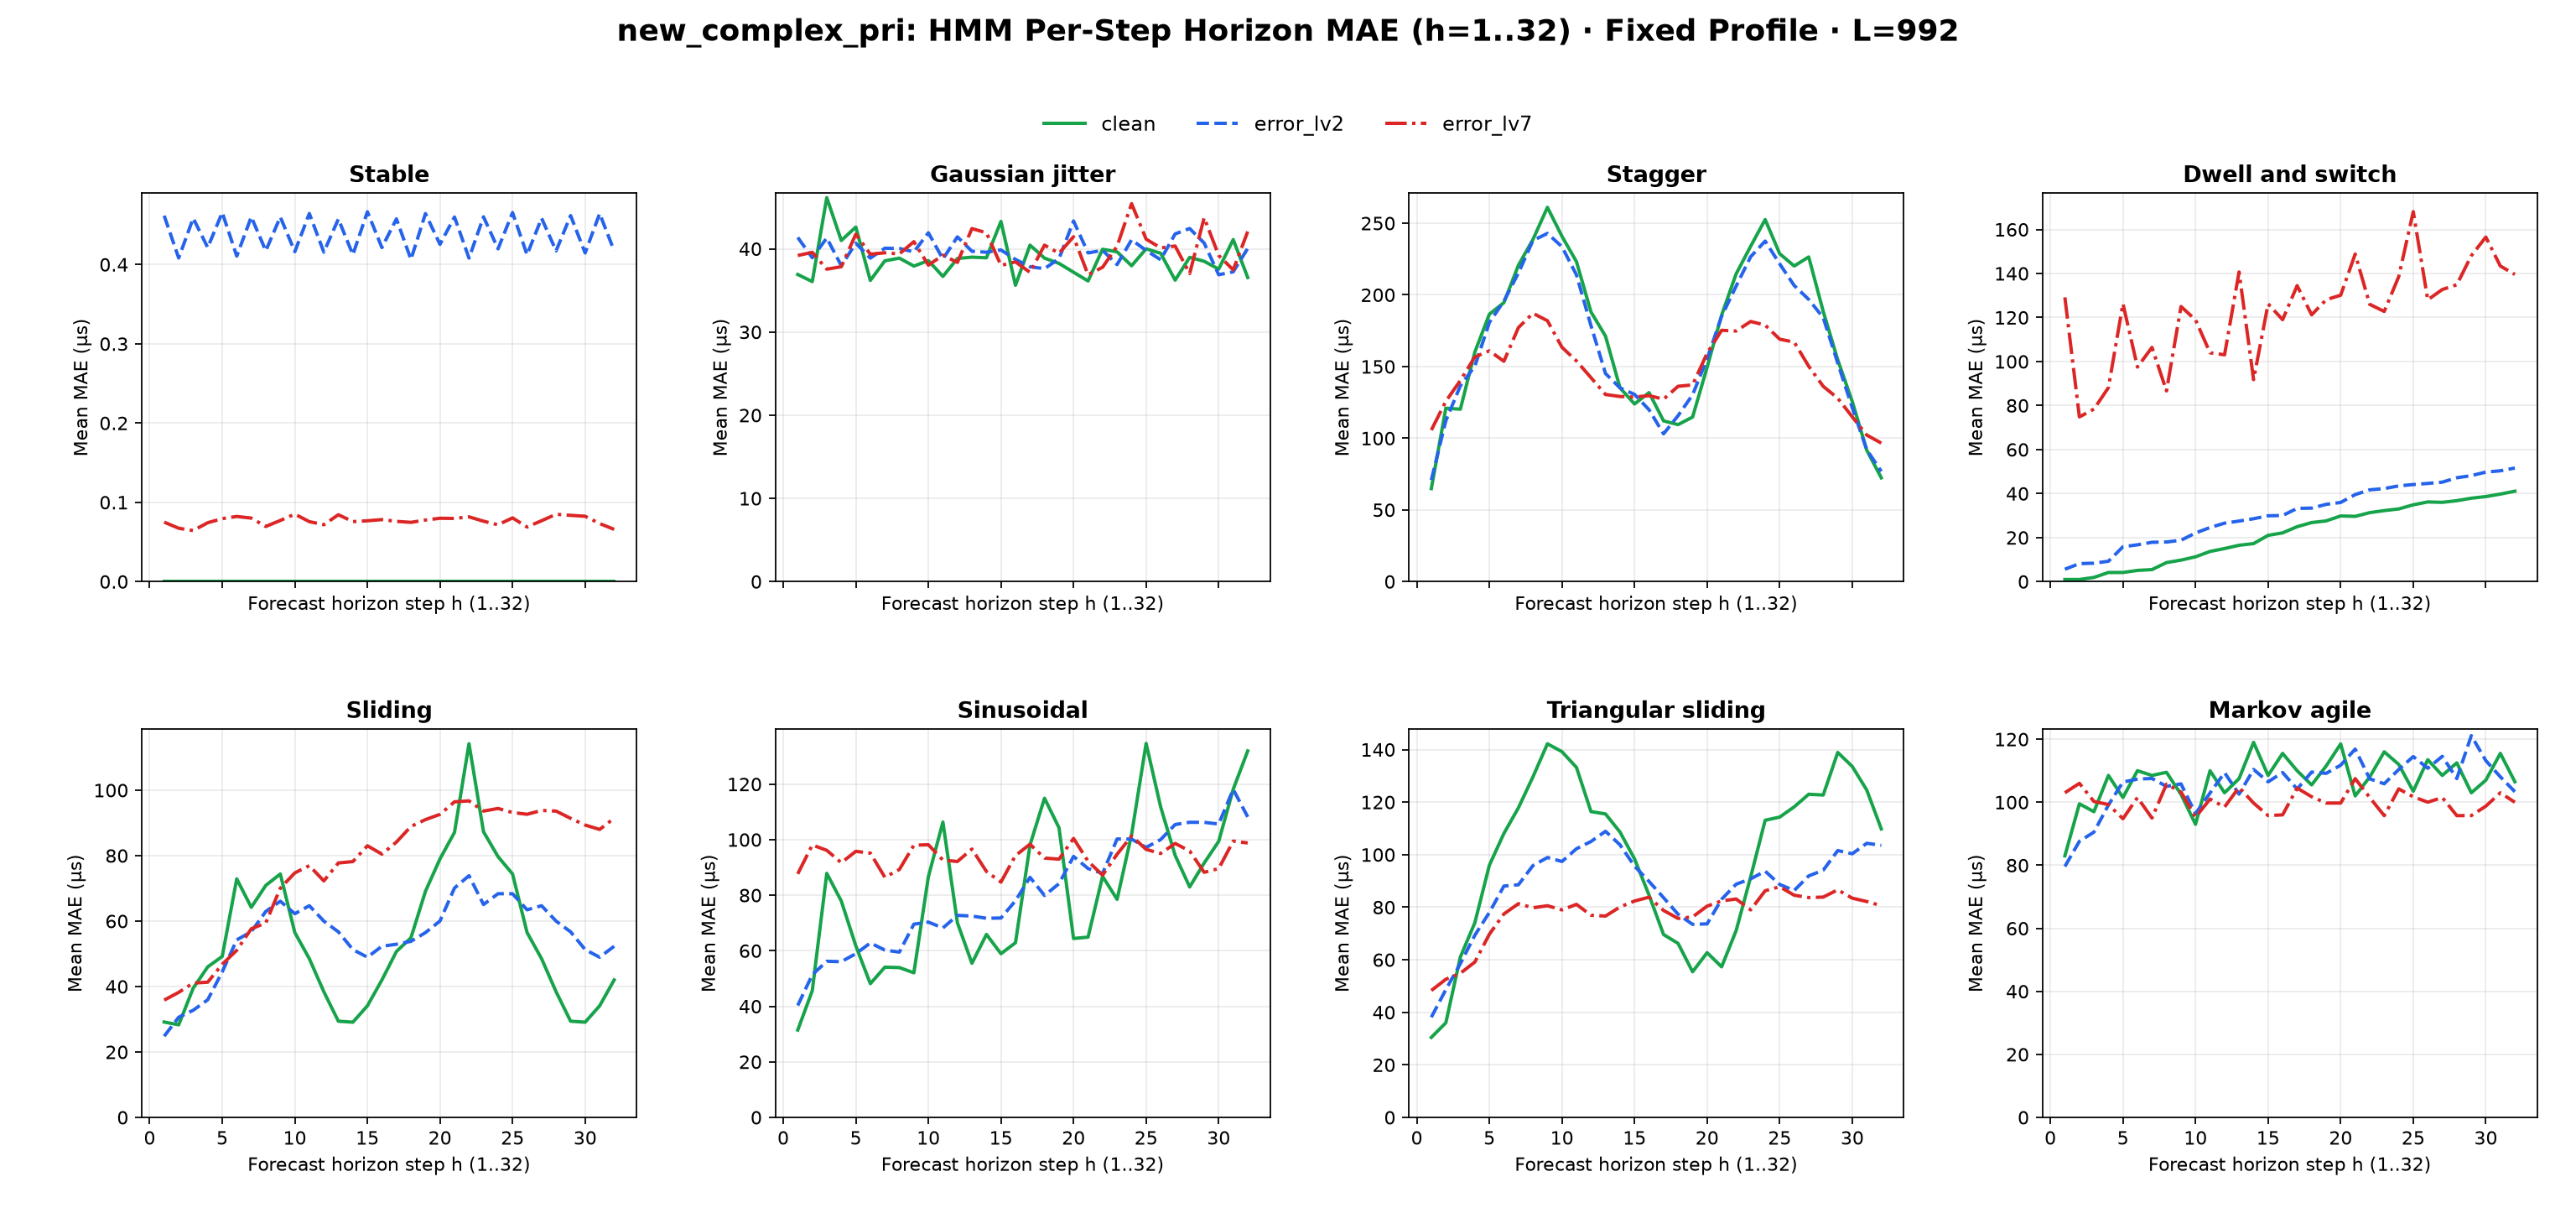 new_complex_pri: HMM Per-Step Horizon MAE (h=1..32) · Fixed Profile · L=992
clean error_lv2 error_lv7
Stable
Mean MAE (µs)
0.4
0.3
0.2
0.1
0.0
Forecast horizon step h (1..32)
Gaussian jitter
Mean MAE (µs)
40
30
20
10
0
Forecast horizon step h (1..32)
Stagger
Mean MAE (µs)
250
200
150
100
50
0
Forecast horizon step h (1..32)
Dwell and switch
Mean MAE (µs)
160
140
120
100
80
60
40
20
0
Forecast horizon step h (1..32)
Sliding
Mean MAE (µs)
100
80
60
40
20
0
0 5 10 15 20 25 30
Forecast horizon step h (1..32)
Sinusoidal
Mean MAE (µs)
120
100
80
60
40
20
0
0 5 10 15 20 25 30
Forecast horizon step h (1..32)
Triangular sliding
Mean MAE (µs)
140
120
100
80
60
40
20
0
0 5 10 15 20 25 30
Forecast horizon step h (1..32)
Markov agile
Mean MAE (µs)
120
100
80
60
40
20
0
0 5 10 15 20 25 30
Forecast horizon step h (1..32)